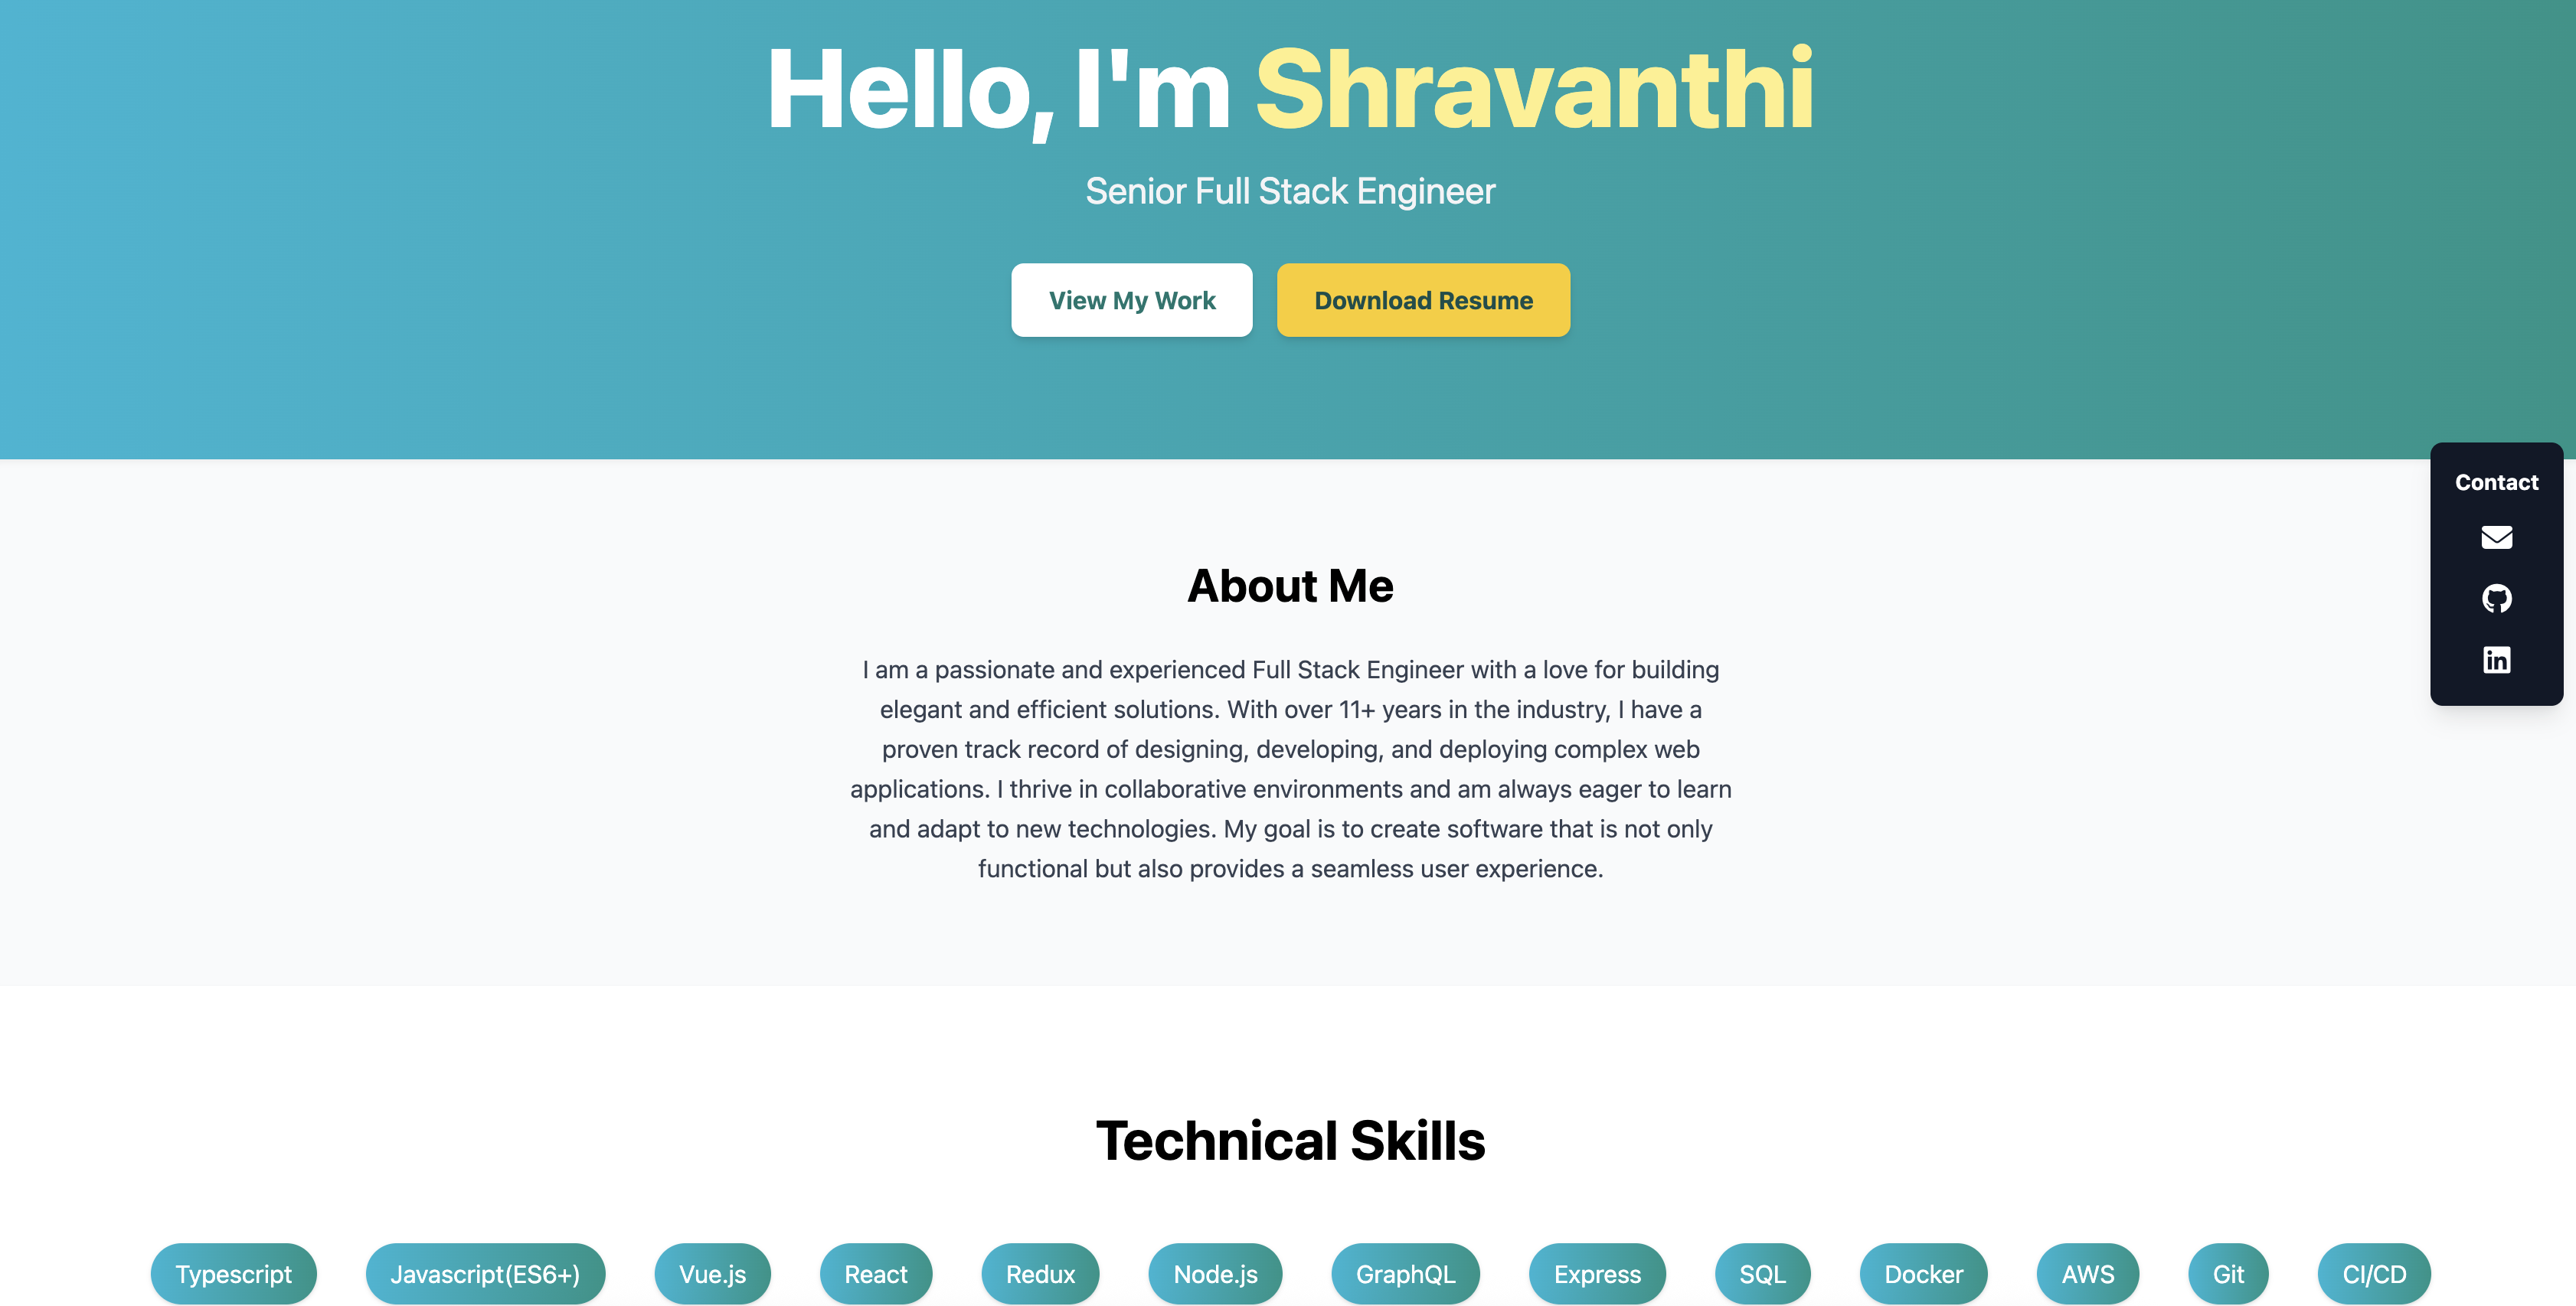 Hello, I'm Shravanthi
Senior Full Stack Engineer
View My Work
Download Resume
Contact
About Me
I am a passionate and experienced Full Stack Engineer with a love for building
elegant and efficient solutions. With over 11+ years in the industry, I have a
proven track record of designing, developing, and deploying complex web
applications. I thrive in collaborative environments and am always eager to learn
and adapt to new technologies. My goal is to create software that is not only
functional but also provides a seamless user experience.
Technical Skills
Typescript
Javascript(ES6+)
Vue.js
React
Redux
Node.js
GraphQL
Express
SQL
Docker
AWS
Git
CI/CD